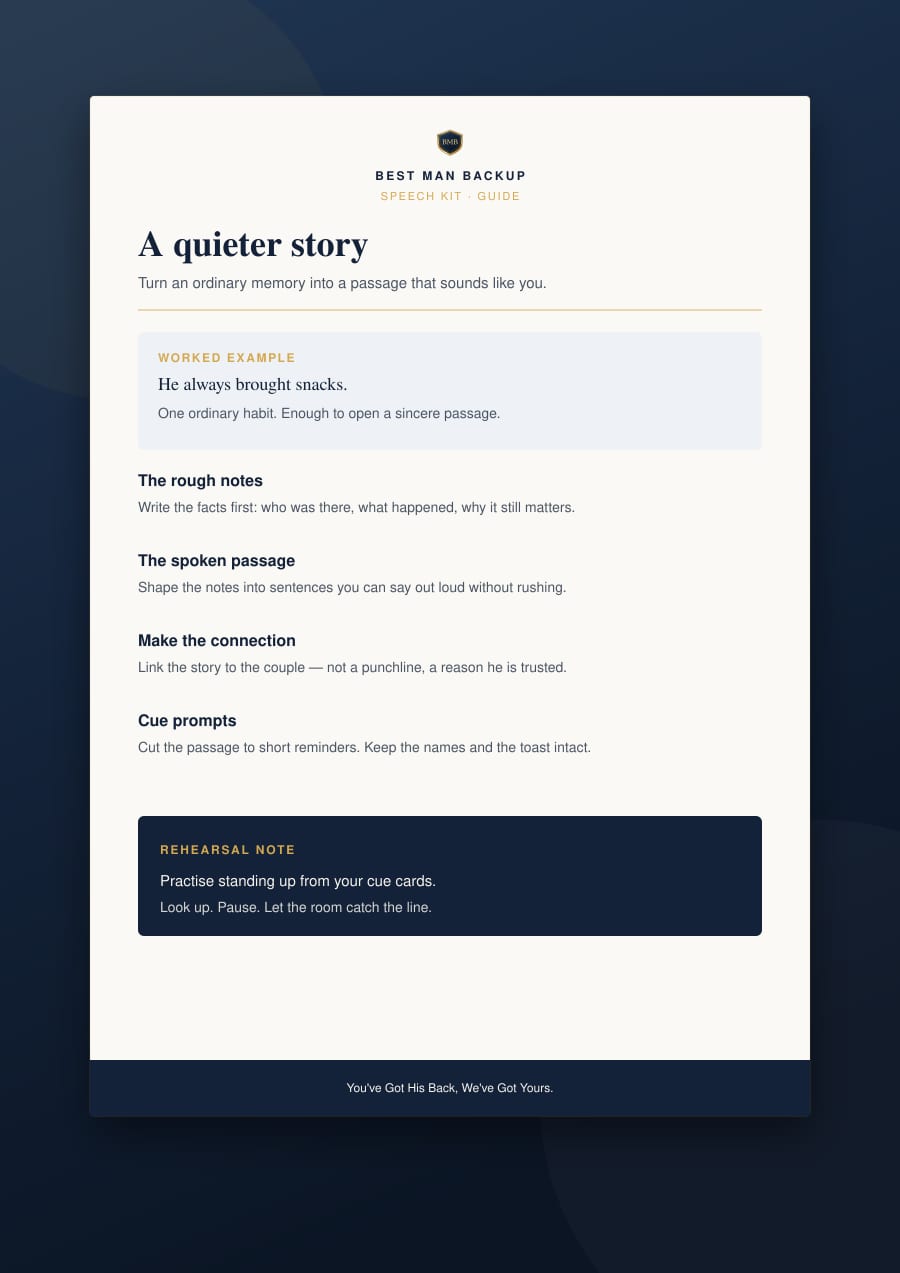 BMB
BEST MAN BACKUP
SPEECH KIT · GUIDE
A quieter story
Turn an ordinary memory into a passage that sounds like you.
WORKED EXAMPLE
He always brought snacks.
One ordinary habit. Enough to open a sincere passage.
The rough notes
Write the facts first: who was there, what happened, why it still matters.
The spoken passage
Shape the notes into sentences you can say out loud without rushing.
Make the connection
Link the story to the couple — not a punchline, a reason he is trusted.
Cue prompts
Cut the passage to short reminders. Keep the names and the toast intact.
REHEARSAL NOTE
Practise standing up from your cue cards.
Look up. Pause. Let the room catch the line.
You've Got His Back, We've Got Yours.